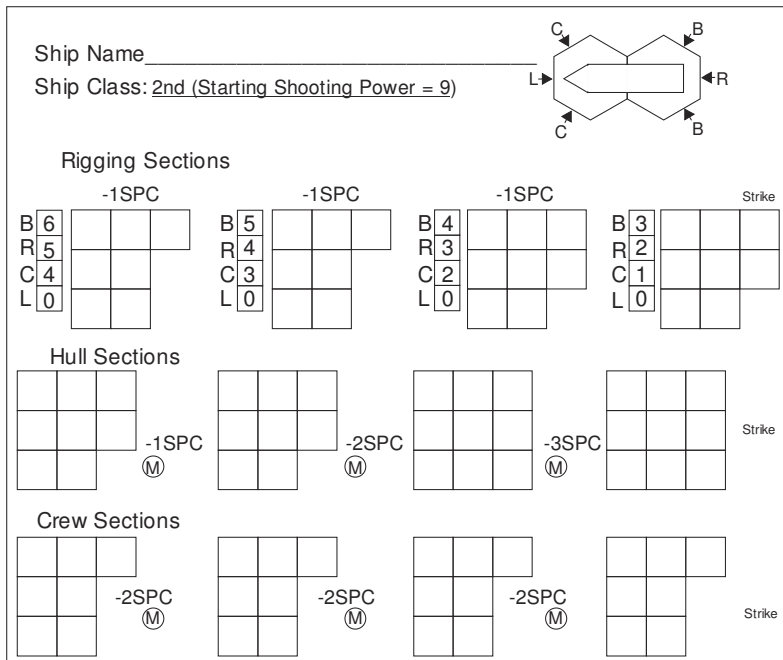 Ship Name
Ship Class: 2nd (Starting Shooting Power = 9)
C B
L R
C B
Rigging Sections
-1SPC -1SPC -1SPC Strike
B 6 B 5 B 4 B 3
R 5 R 4 R 3 R 2
C 4 C 3 C 2 C 1
L 0 L 0 L 0 L 0
Hull Sections
-1SPC -2SPC -3SPC Strike
M M M
Crew Sections
-2SPC -2SPC -2SPC Strike
M M M